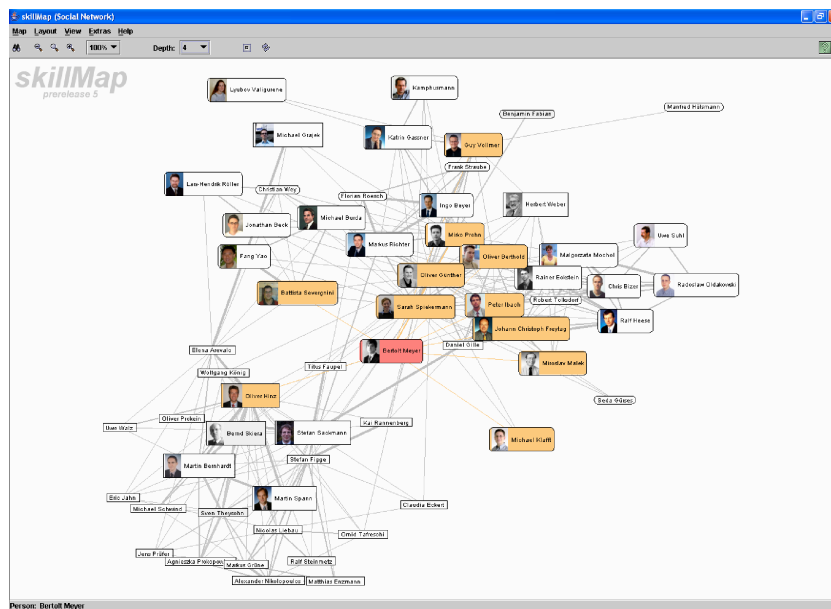 skillMap (Social Network)
Map Layout View Extras Help
100% Depth: 4
skillMap
prerelease 5
Lyubov Valigurene
Kamphusmann
Benjamin Fabian
Manfred Hülsmann
Michael Grajek
Katrin Gassner
Guy Vollmer
Frank Straube
Lars-Hendrik Röller
Christian Wey
Florian Roesch
Ingo Beyer
Herbert Weber
Jonathan Beck
Michael Burda
Mirko Prehn
Uwe Suhl
Fang Yao
Markus Richter
Oliver Berthold
Malgorzata Mochol
Oliver Günther
Rainer Eckstein
Chris Bizer
Radoslaw Oldakovski
Battista Severgnini
Robert Tolksdorf
Sarah Spiekermann
Peter Ibach
Ralf Heese
Johann Christoph Freytag
Daniel Gille
Bertolt Meyer
Elena Arevalo
Titus Faupel
Miroslav Malek
Wolfgang König
Oliver Hinz
Seda Gürses
Oliver Prokein
Uwe Walz
Kai Rannenberg
Bernd Skiera
Stefan Sackmann
Michael Klafft
Martin Bernhardt
Stefan Figge
Eric Jahn
Martin Spann
Michael Schwind
Sven Theysohn
Claudia Eckert
Nicolas Liebau
Omid Tafreschi
Jens Prüfer
Agnieszka Prokopow
Markus Grüne
Ralf Steinmetz
Alexander Nikolopoulos
Matthias Enzmann
Person: Bertolt Meyer